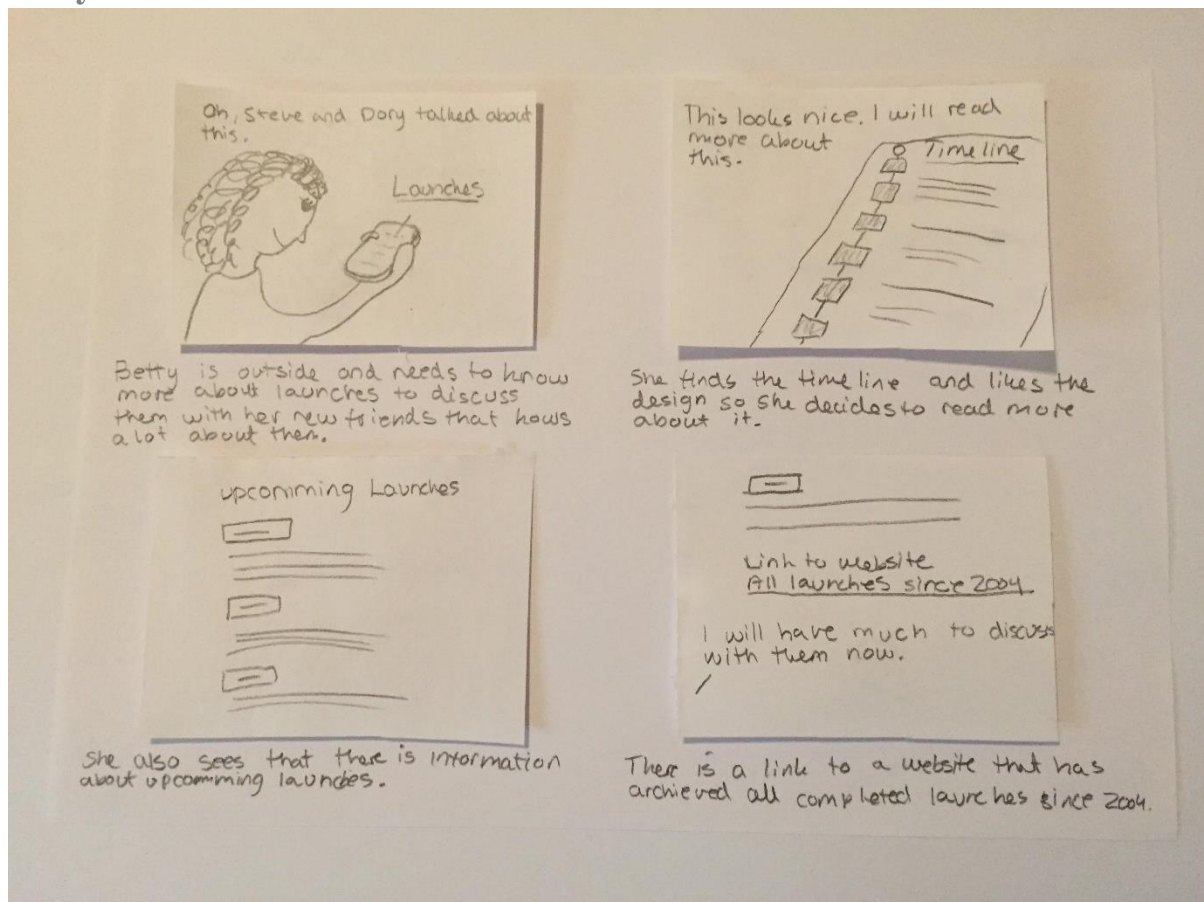 Oh, Steve and Dory talked about
this.
Launches
Betty is outside and needs to know
more about launches to discuss
them with her new friends that hows
a lot about them.
This looks nice. I will read
more about
this.
Timeline
She finds the timeline and likes the
design so she decides to read more
about it.
upcomming Launches
She also sees that there is information
about upcomming launches.
Link to website
All launches since 2004
I will have much to discuss
with them now.
There is a link to a website that has
archieved all completed launches since 2004.